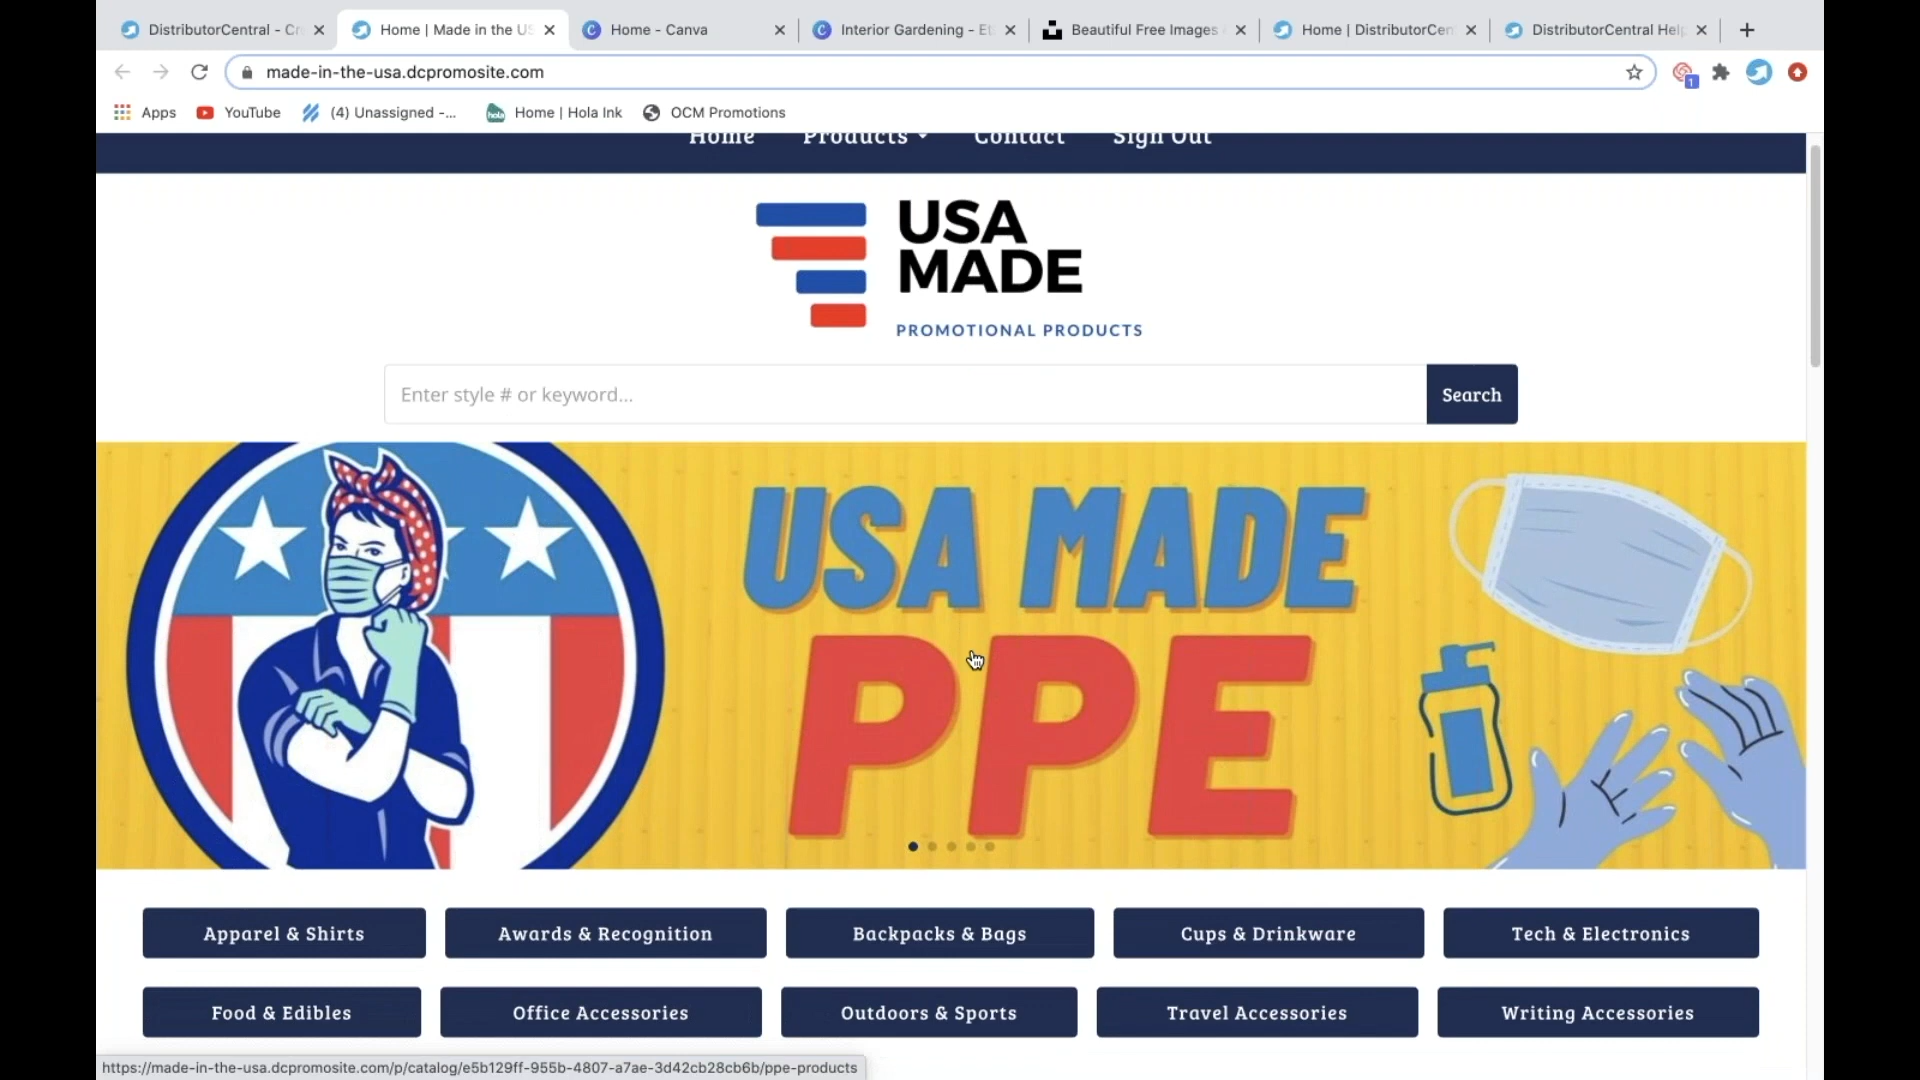 DistributorCentral - Cr
Home | Made in the US
Home - Canva
Interior Gardening - Et
Beautiful Free Images
Home | DistributorCen
DistributorCentral Help
made-in-the-usa.dcpromosite.com
1
Apps
YouTube
(4) Unassigned -...
hola
Home | Hola Ink
OCM Promotions
Home
Products
Contact
Sign Out
USA
MADE
PROMOTIONAL PRODUCTS
Enter style # or keyword...
Search
USA MADE
PPE
Apparel & Shirts
Awards & Recognition
Backpacks & Bags
Cups & Drinkware
Tech & Electronics
Food & Edibles
Office Accessories
Outdoors & Sports
Travel Accessories
Writing Accessories
https://made-in-the-usa.dcpromosite.com/p/catalog/e5b129ff-955b-4807-a7ae-3d42cb28cb6b/ppe-products